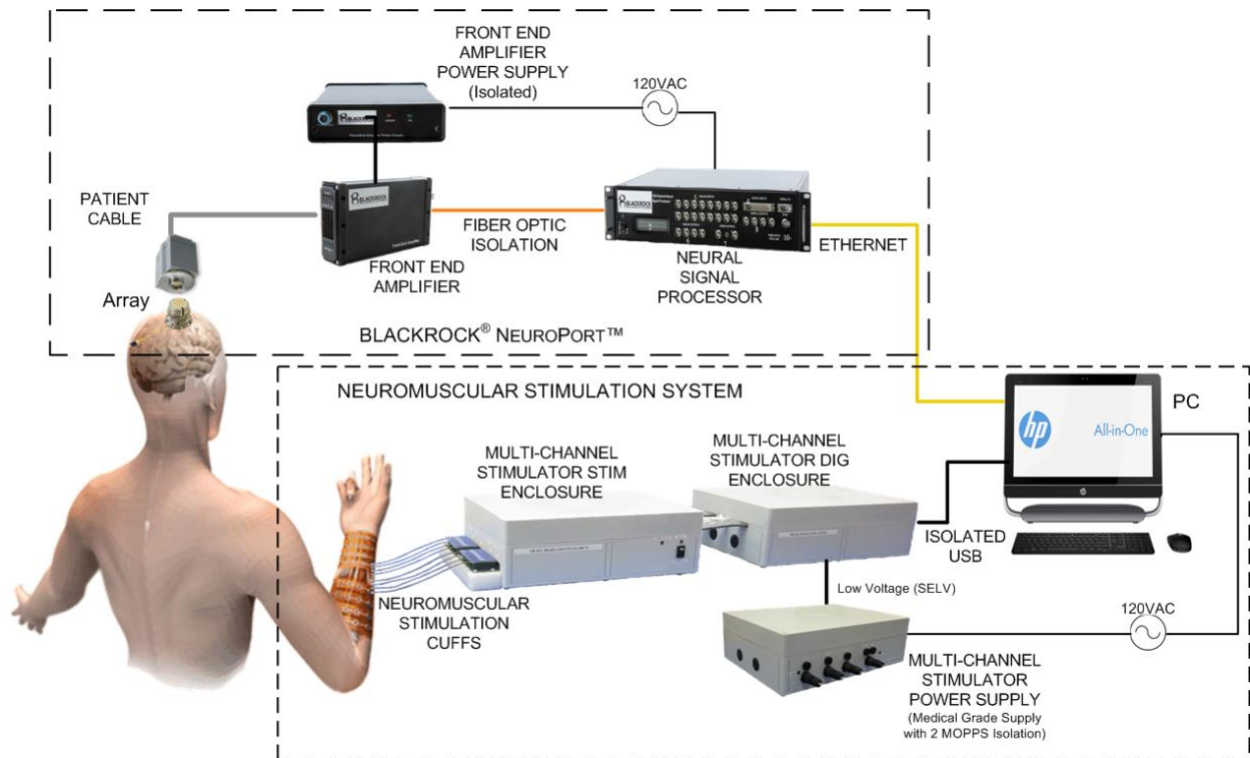 FRONT END
AMPLIFIER
POWER SUPPLY
(Isolated)
120VAC
BLACKROCK
PATIENT
CABLE
BLACKROCK
FIBER OPTIC
ISOLATION
BLACKROCK
ETHERNET
FRONT END
AMPLIFIER
NEURAL
SIGNAL
PROCESSOR
Array
BLACKROCK® NEUROPORT™
NEUROMUSCULAR STIMULATION SYSTEM
PC
hp
All-in-One
MULTI-CHANNEL
STIMULATOR STIM
ENCLOSURE
MULTI-CHANNEL
STIMULATOR DIG
ENCLOSURE
ISOLATED
USB
NEUROMUSCULAR
STIMULATION
CUFFS
Low Voltage (SELV)
120VAC
MULTI-CHANNEL
STIMULATOR
POWER SUPPLY
(Medical Grade Supply
with 2 MOPPS Isolation)